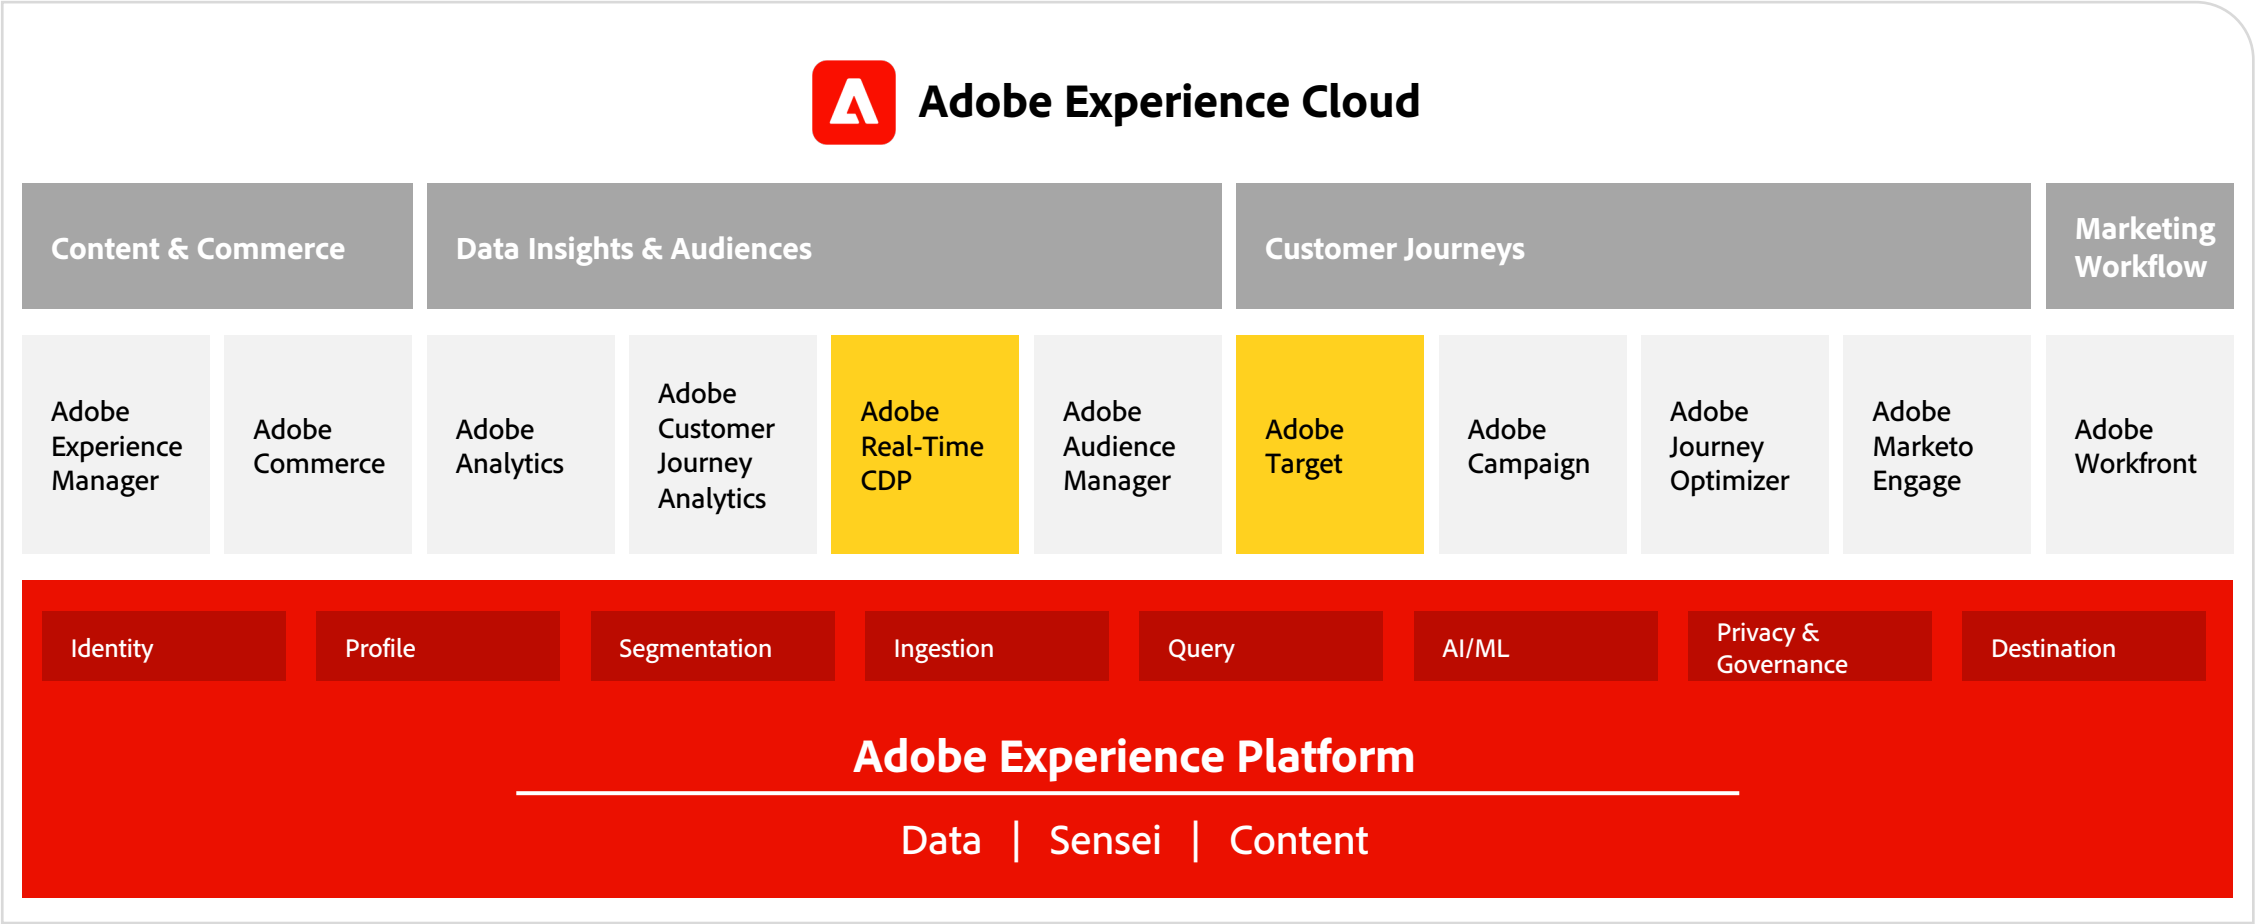 Adobe Experience Cloud
Content & Commerce
Data Insights & Audiences
Customer Journeys
Marketing
Workflow
Adobe
Experience
Manager
Adobe
Commerce
Adobe
Analytics
Adobe
Customer
Journey
Analytics
Adobe
Real-Time
CDP
Adobe
Audience
Manager
Adobe
Target
Adobe
Campaign
Adobe
Journey
Optimizer
Adobe
Marketo
Engage
Adobe
Workfront
Identity
Profile
Segmentation
Ingestion
Query
AI/ML
Privacy &
Governance
Destination
Adobe Experience Platform
Data | Sensei | Content